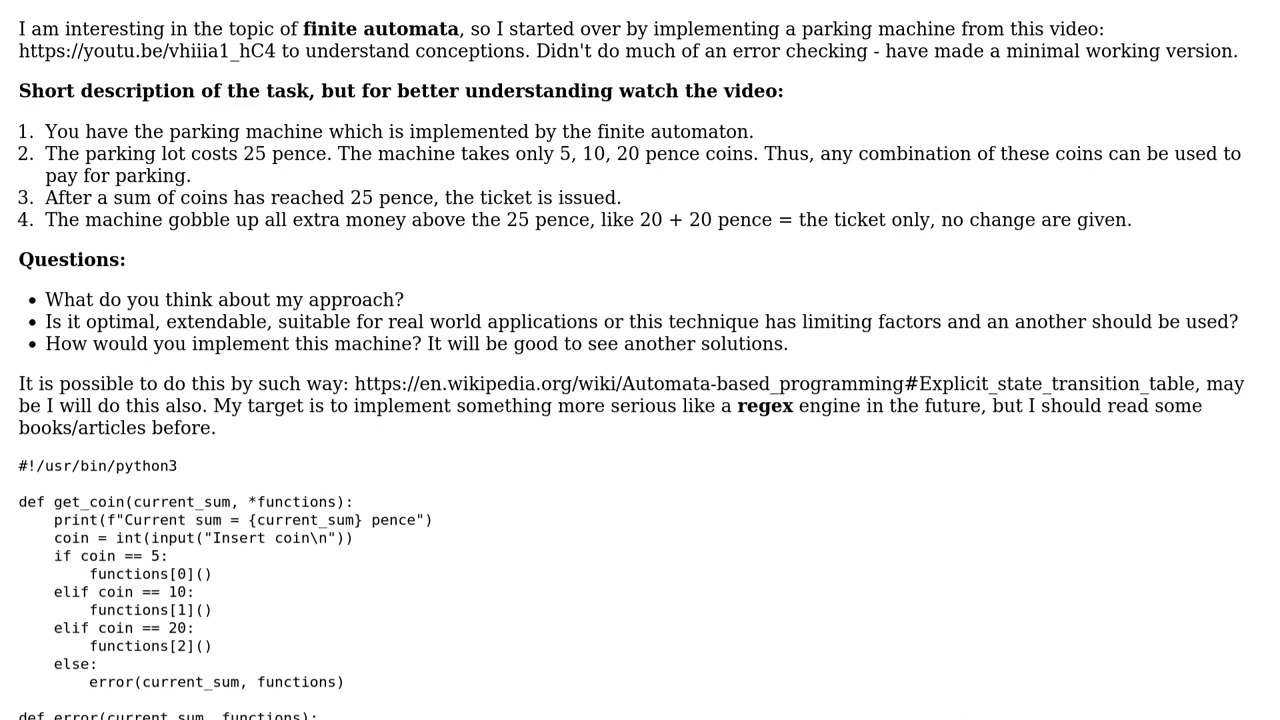 I am interesting in the topic of finite automata, so I started over by implementing a parking machine from this video:
https://youtu.be/vhiiia1_hC4 to understand conceptions. Didn't do much of an error checking - have made a minimal working version.
Short description of the task, but for better understanding watch the video:
1. You have the parking machine which is implemented by the finite automaton.
2. The parking lot costs 25 pence. The machine takes only 5, 10, 20 pence coins. Thus, any combination of these coins can be used to
pay for parking.
3. After a sum of coins has reached 25 pence, the ticket is issued.
4. The machine gobble up all extra money above the 25 pence, like 20 + 20 pence = the ticket only, no change are given.
Questions:
• What do you think about my approach?
• Is it optimal, extendable, suitable for real world applications or this technique has limiting factors and an another should be used?
• How would you implement this machine? It will be good to see another solutions.
It is possible to do this by such way: https://en.wikipedia.org/wiki/Automata-based_programming#Explicit_state_transition_table, may
be I will do this also. My target is to implement something more serious like a regex engine in the future, but I should read some
books/articles before.
#!/usr/bin/python3
def get_coin(current_sum, *functions):
    print(f"Current sum = {current_sum} pence")
    coin = int(input("Insert coin\n"))
    if coin == 5:
        functions[0]()
    elif coin == 10:
        functions[1]()
    elif coin == 20:
        functions[2]()
    else:
        error(current_sum, functions)
def error(current_sum, functions):